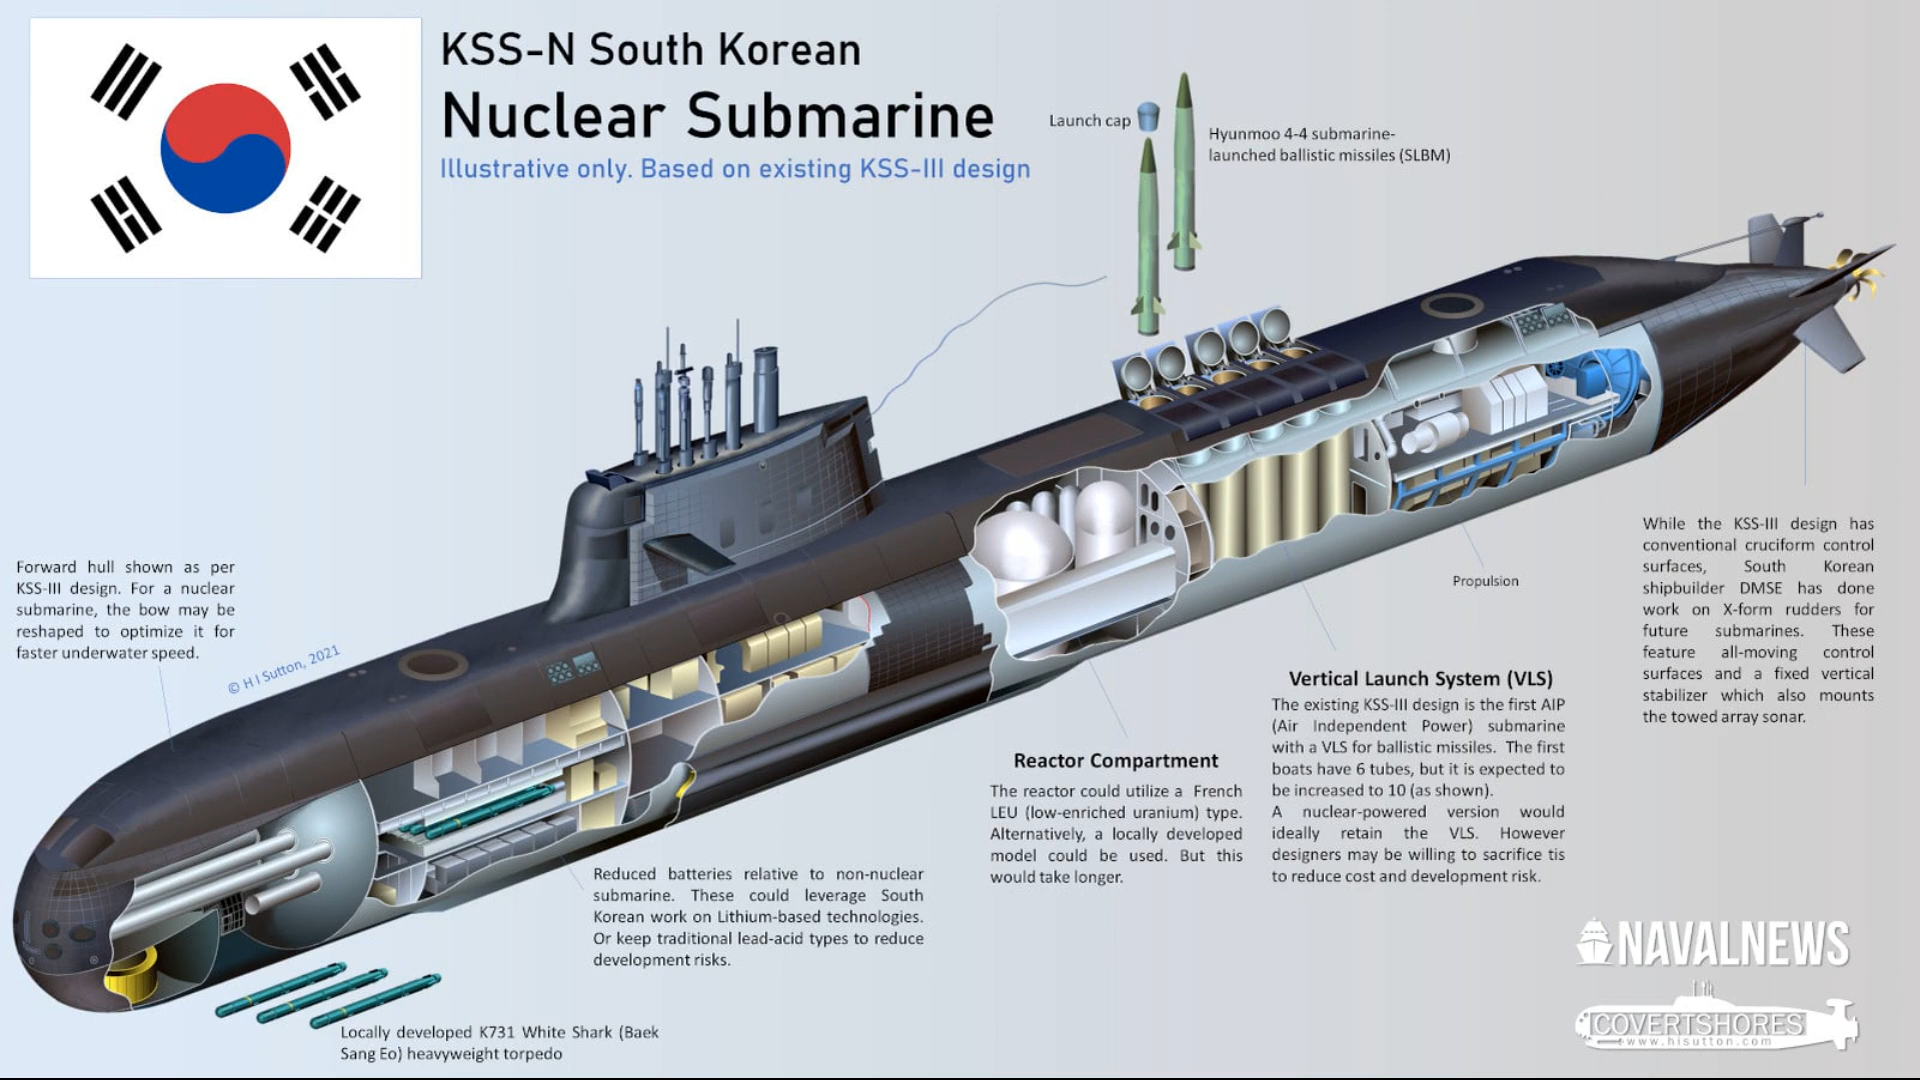 KSS-N South Korean
Nuclear Submarine
Illustrative only. Based on existing KSS-III design
Launch cap
Hyunmoo 4-4 submarine-
launched ballistic missiles (SLBM)
Forward hull shown as per
KSS-III design. For a nuclear
submarine, the bow may be
reshaped to optimize it for
faster underwater speed.
© H I Sutton, 2021
Propulsion
While the KSS-III design has
conventional cruciform control
surfaces, South Korean
shipbuilder DMSE has done
work on X-form rudders for
future submarines. These
feature all-moving control
surfaces and a fixed vertical
stabilizer which also mounts
the towed array sonar.
Vertical Launch System (VLS)
The existing KSS-III design is the first AIP
(Air Independent Power) submarine
with a VLS for ballistic missiles. The first
boats have 6 tubes, but it is expected to
be increased to 10 (as shown).
A nuclear-powered version would
ideally retain the VLS. However
designers may be willing to sacrifice tis
to reduce cost and development risk.
Reactor Compartment
The reactor could utilize a French
LEU (low-enriched uranium) type.
Alternatively, a locally developed
model could be used. But this
would take longer.
Reduced batteries relative to non-nuclear
submarine. These could leverage South
Korean work on Lithium-based technologies.
Or keep traditional lead-acid types to reduce
development risks.
Locally developed K731 White Shark (Baek
Sang Eo) heavyweight torpedo
NAVALNEWS
COVERTSHORES
www.hisutton.com